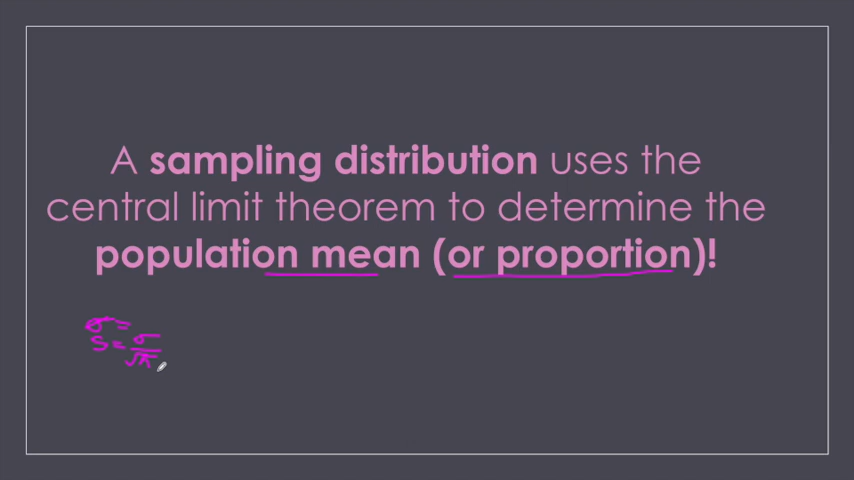 A sampling distribution uses the
central limit theorem to determine the
population mean (or proportion)!
σ =
S = σ/√n